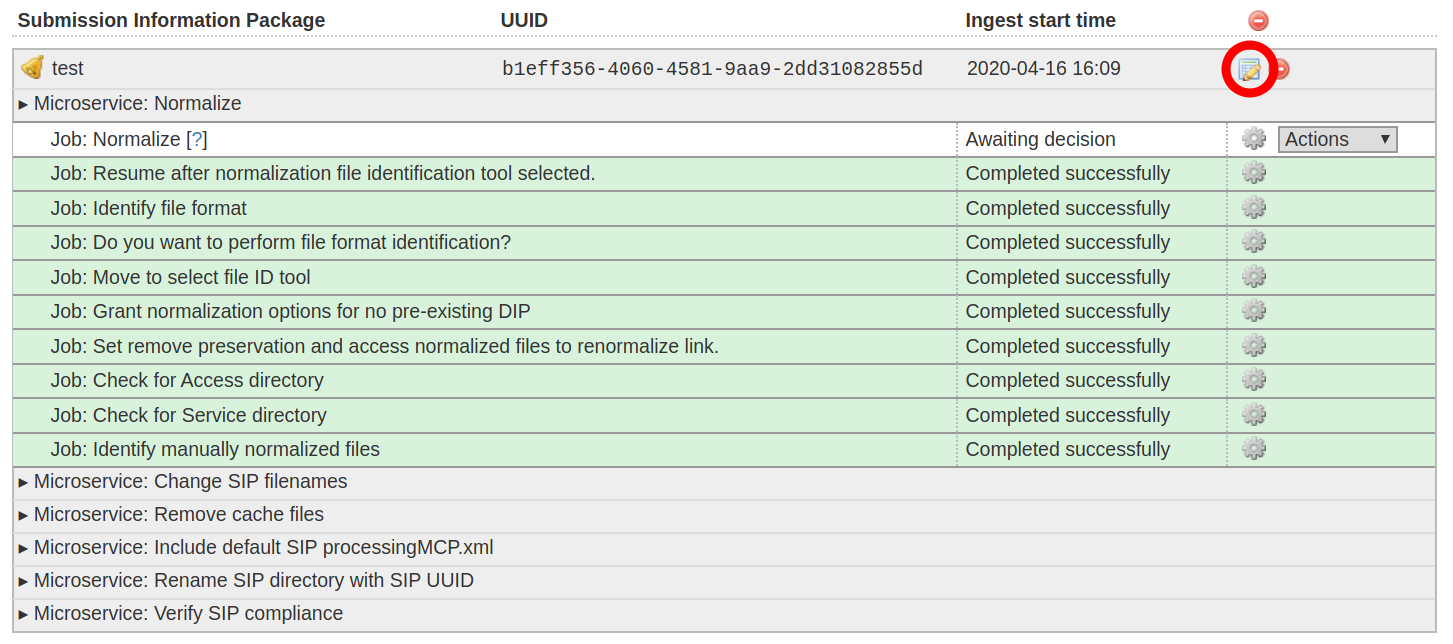 Submission Information Package UUID Ingest start time
test b1eff356-4060-4581-9aa9-2dd31082855d 2020-04-16 16:09
▸ Microservice: Normalize
Job: Normalize [?] Awaiting decision Actions ▼
Job: Resume after normalization file identification tool selected. Completed successfully
Job: Identify file format Completed successfully
Job: Do you want to perform file format identification? Completed successfully
Job: Move to select file ID tool Completed successfully
Job: Grant normalization options for no pre-existing DIP Completed successfully
Job: Set remove preservation and access normalized files to renormalize link. Completed successfully
Job: Check for Access directory Completed successfully
Job: Check for Service directory Completed successfully
Job: Identify manually normalized files Completed successfully
▸ Microservice: Change SIP filenames
▸ Microservice: Remove cache files
▸ Microservice: Include default SIP processingMCP.xml
▸ Microservice: Rename SIP directory with SIP UUID
▸ Microservice: Verify SIP compliance